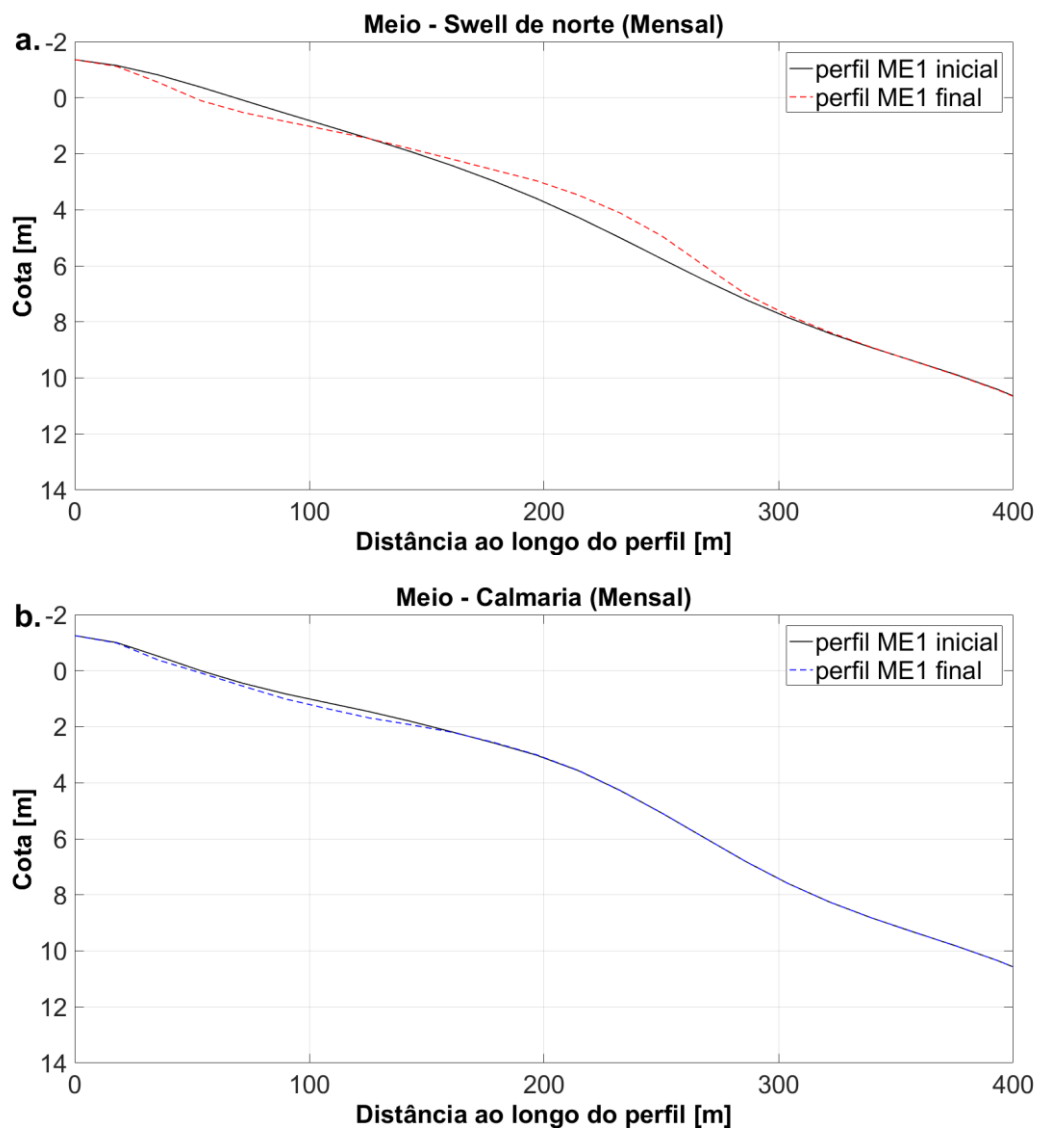 a.
Meio - Swell de norte (Mensal)
-2
0
2
4
6
8
10
12
14
Cota [m]
perfil ME1 inicial
perfil ME1 final
0 100 200 300 400
Distância ao longo do perfil [m]
b.
Meio - Calmaria (Mensal)
-2
0
2
4
6
8
10
12
14
Cota [m]
perfil ME1 inicial
perfil ME1 final
0 100 200 300 400
Distância ao longo do perfil [m]